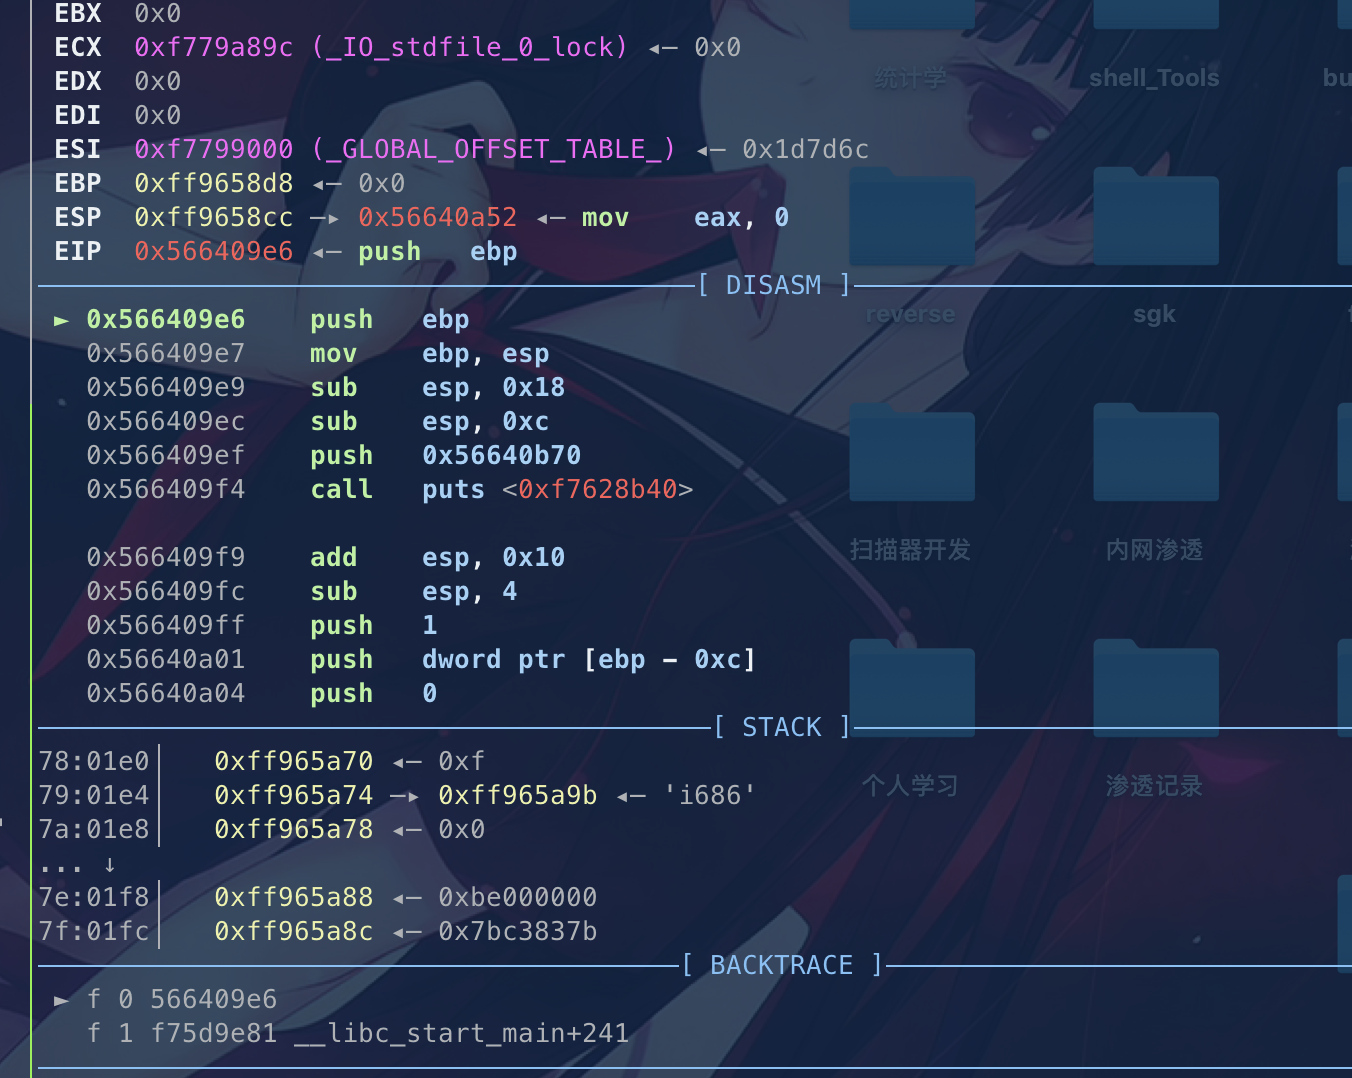 EBX  0x0
ECX  0xf779a89c (_IO_stdfile_0_lock) ◂— 0x0
EDX  0x0
EDI  0x0
ESI  0xf7799000 (_GLOBAL_OFFSET_TABLE_) ◂— 0x1d7d6c
EBP  0xff9658d8 ◂— 0x0
ESP  0xff9658cc —▸ 0x56640a52 ◂— mov    eax, 0
EIP  0x566409e6 ◂— push   ebp
[ DISASM ]
► 0x566409e6    push   ebp
0x566409e7    mov    ebp, esp
0x566409e9    sub    esp, 0x18
0x566409ec    sub    esp, 0xc
0x566409ef    push   0x56640b70
0x566409f4    call   puts <0xf7628b40>
0x566409f9    add    esp, 0x10
0x566409fc    sub    esp, 4
0x566409ff    push   1
0x56640a01    push   dword ptr [ebp - 0xc]
0x56640a04    push   0
[ STACK ]
78:01e0│   0xff965a70 ◂— 0xf
79:01e4│   0xff965a74 —▸ 0xff965a9b ◂— 'i686'
7a:01e8│   0xff965a78 ◂— 0x0
... ↓
7e:01f8│   0xff965a88 ◂— 0xbe000000
7f:01fc│   0xff965a8c ◂— 0x7bc3837b
[ BACKTRACE ]
► f 0 566409e6
f 1 f75d9e81 __libc_start_main+241
统计学
shell_Tools
bu
reverse
sgk
扫描器开发
内网渗透
个人学习
渗透记录